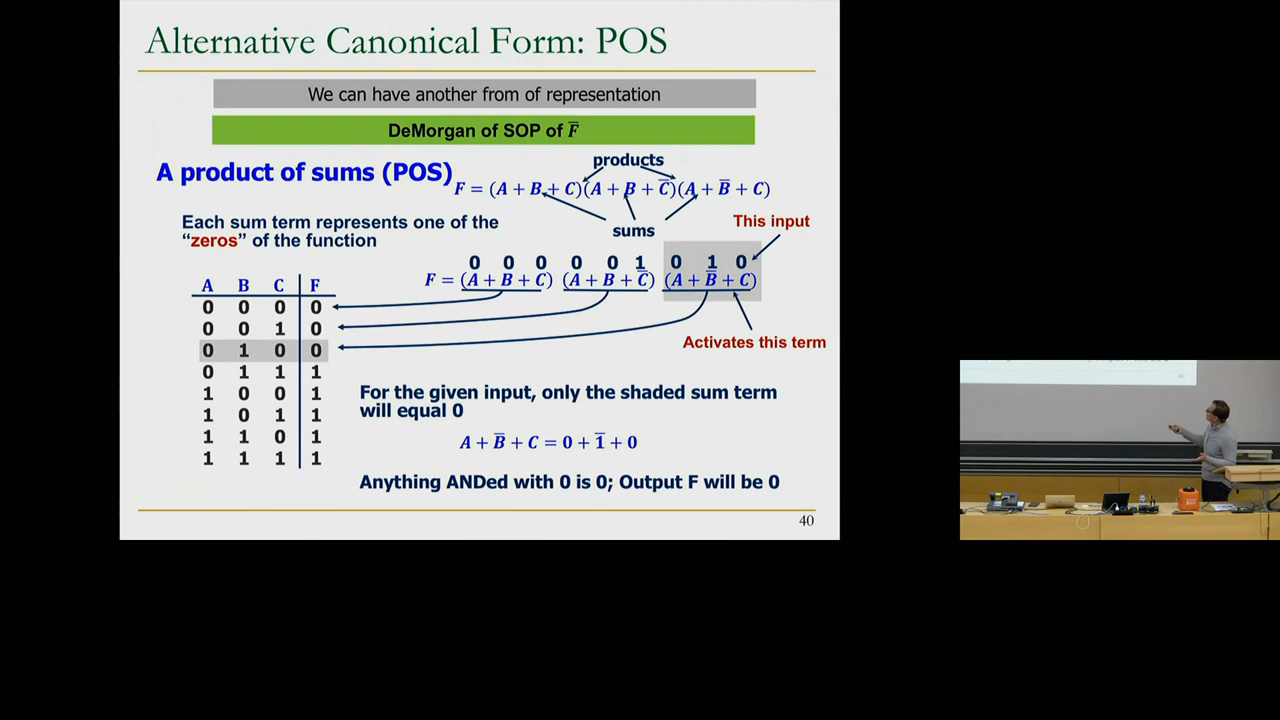 Alternative Canonical Form: POS
We can have another from of representation
DeMorgan of SOP of F̅
A product of sums (POS)
products
F = (A + B + C)(A + B + C̅)(A + B̅ + C)
sums
Each sum term represents one of the
“zeros” of the function
This input
0 0 0 0 0 1 0 1 0
F = (A + B + C) (A + B + C̅) (A + B̅ + C)
Activates this term
A B C F
0 0 0 0
0 0 1 0
0 1 0 0
0 1 1 1
1 0 0 1
1 0 1 1
1 1 0 1
1 1 1 1
For the given input, only the shaded sum term
will equal 0
A + B̅ + C = 0 + 1̅ + 0
Anything ANDed with 0 is 0; Output F will be 0
40